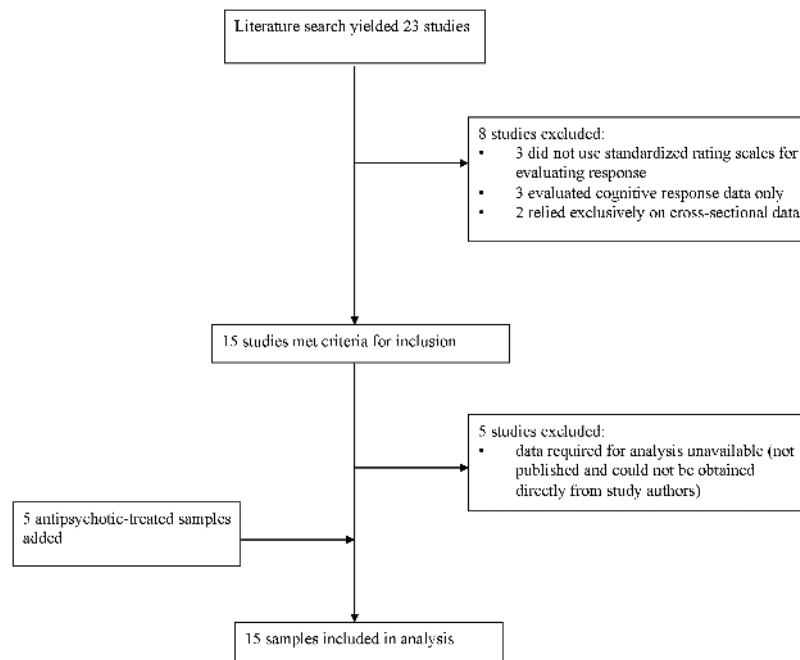 Literature search yielded 23 studies
8 studies excluded:
▪ 3 did not use standardized rating scales for
evaluating response
▪ 3 evaluated cognitive response data only
▪ 2 relied exclusively on cross-sectional data
15 studies met criteria for inclusion
5 studies excluded:
▪ data required for analysis unavailable (not
published and could not be obtained
directly from study authors)
5 antipsychotic-treated samples
added
15 samples included in analysis